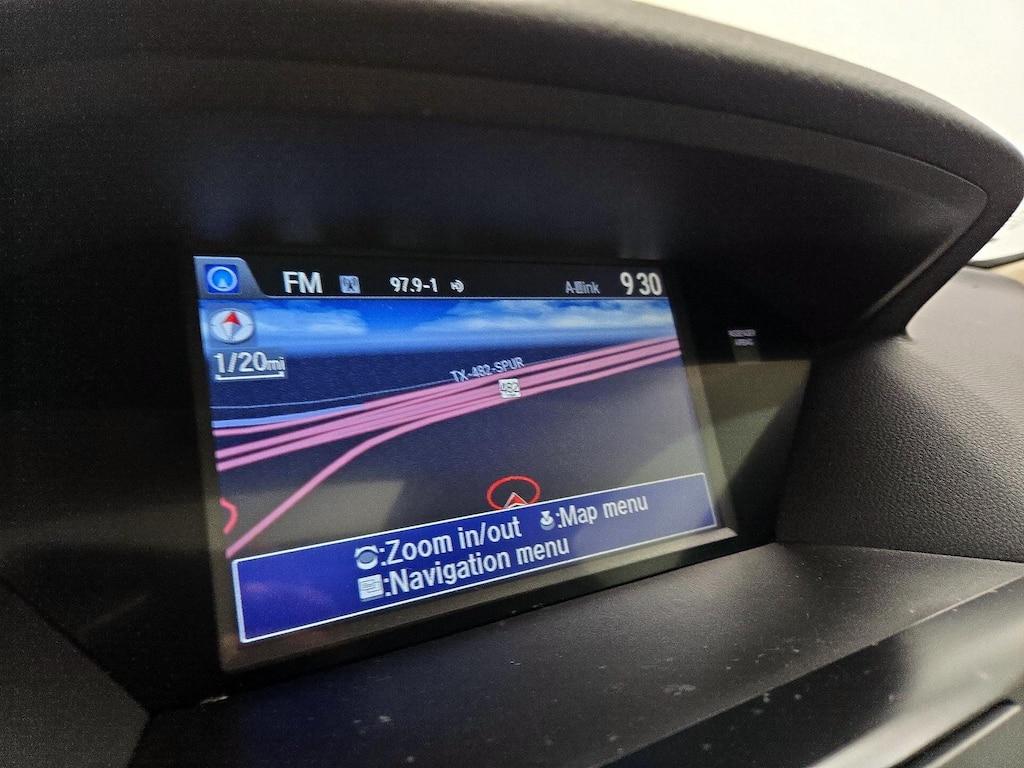 FM 97.9-1 9 30
1/20mi
TX-482-SPUR
482
:Zoom in/out :Map menu
:Navigation menu